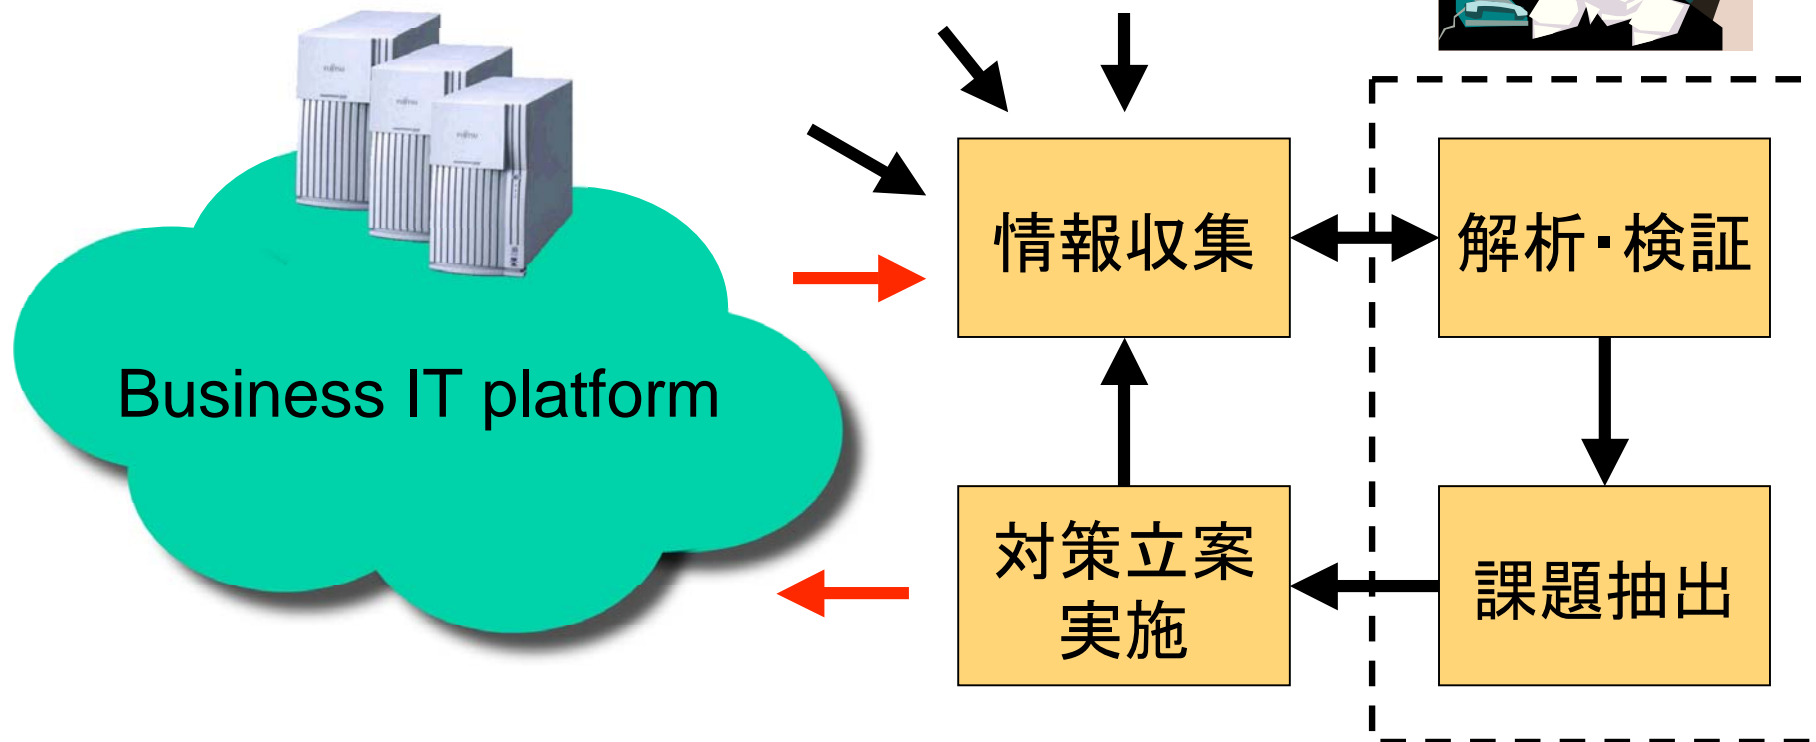 情報収集
解析・検証
Business IT platform
対策立案
実施
課題抽出